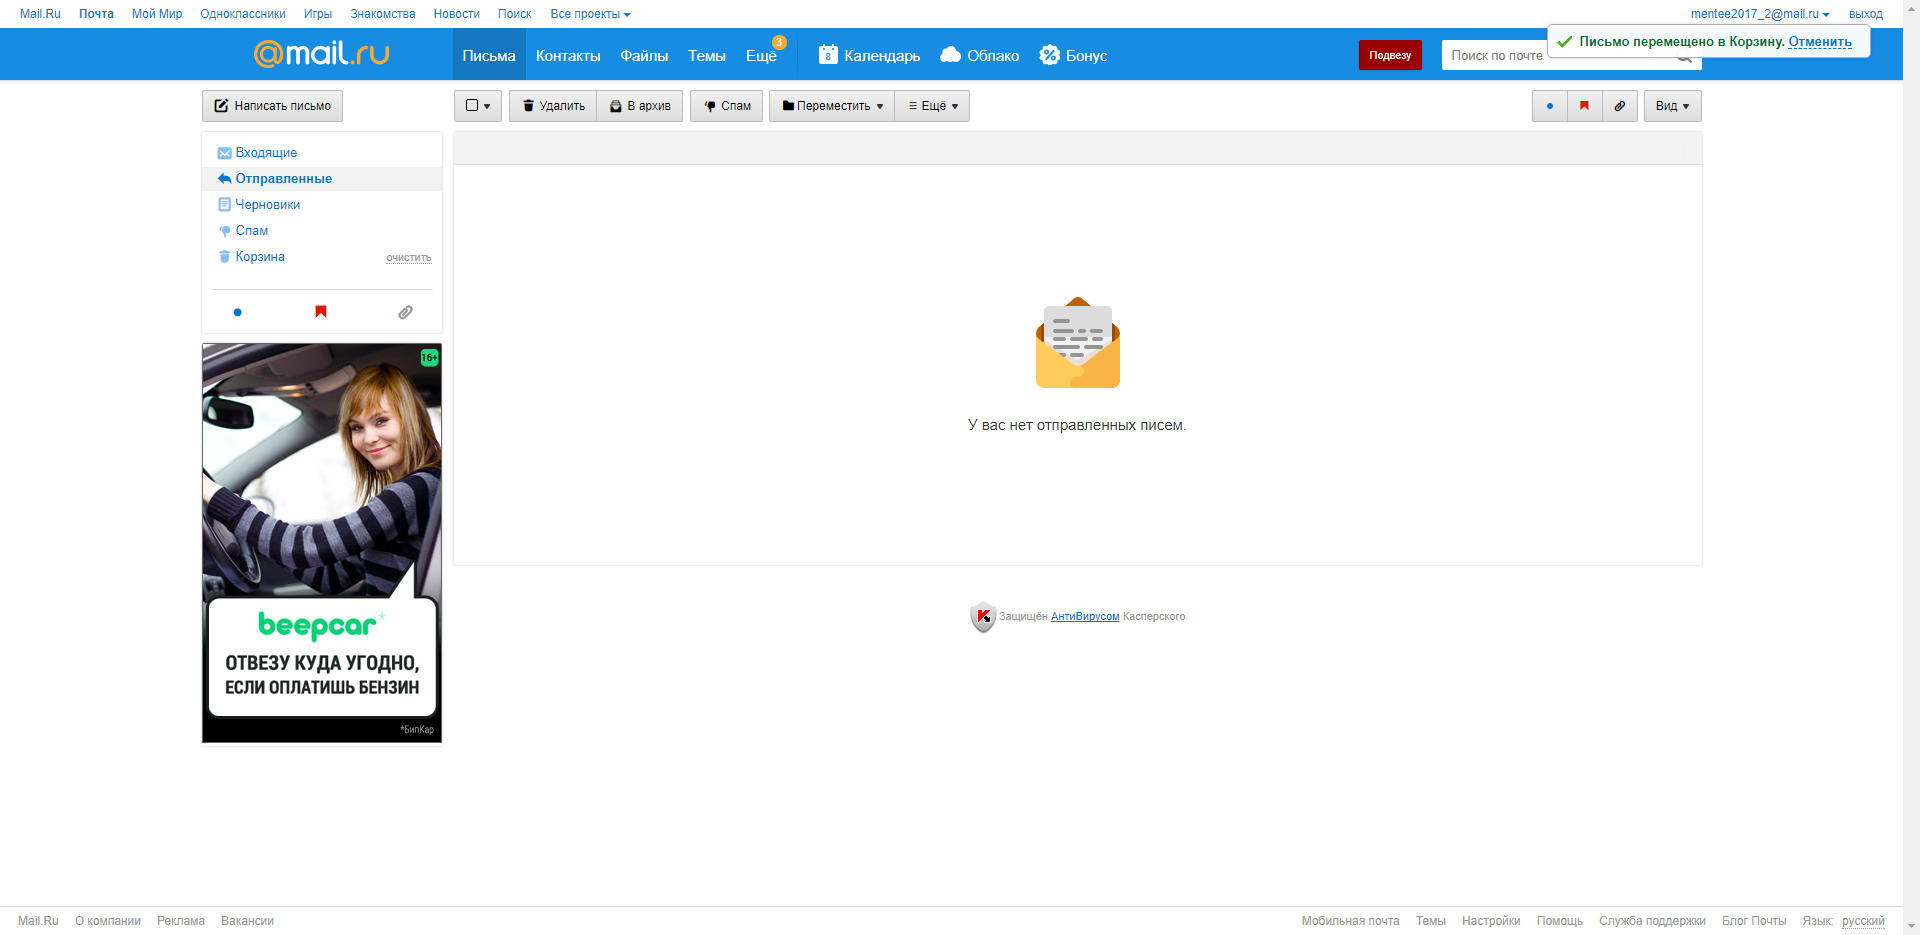 Mail.Ru Почта Мой Мир Одноклассники Игры Знакомства Новости Поиск Все проекты
mentee2017_2@mail.ru выход
@mail.ru
Письма Контакты Файлы Темы Ещё 3
8 Календарь Облако Бонус
Подвезу
Поиск по почте
Письмо перемещено в Корзину. Отменить
Написать письмо
Удалить В архив Спам Переместить Ещё
Вид
Входящие
Отправленные
Черновики
Спам
Корзина очистить
16+
beepcar*
ОТВЕЗУ КУДА УГОДНО,
ЕСЛИ ОПЛАТИШЬ БЕНЗИН
*БипКар
У вас нет отправленных писем.
Защищён АнтиВирусом Касперского
Mail.Ru О компании Реклама Вакансии
Мобильная почта Темы Настройки Помощь Служба поддержки Блог Почты Язык: русский